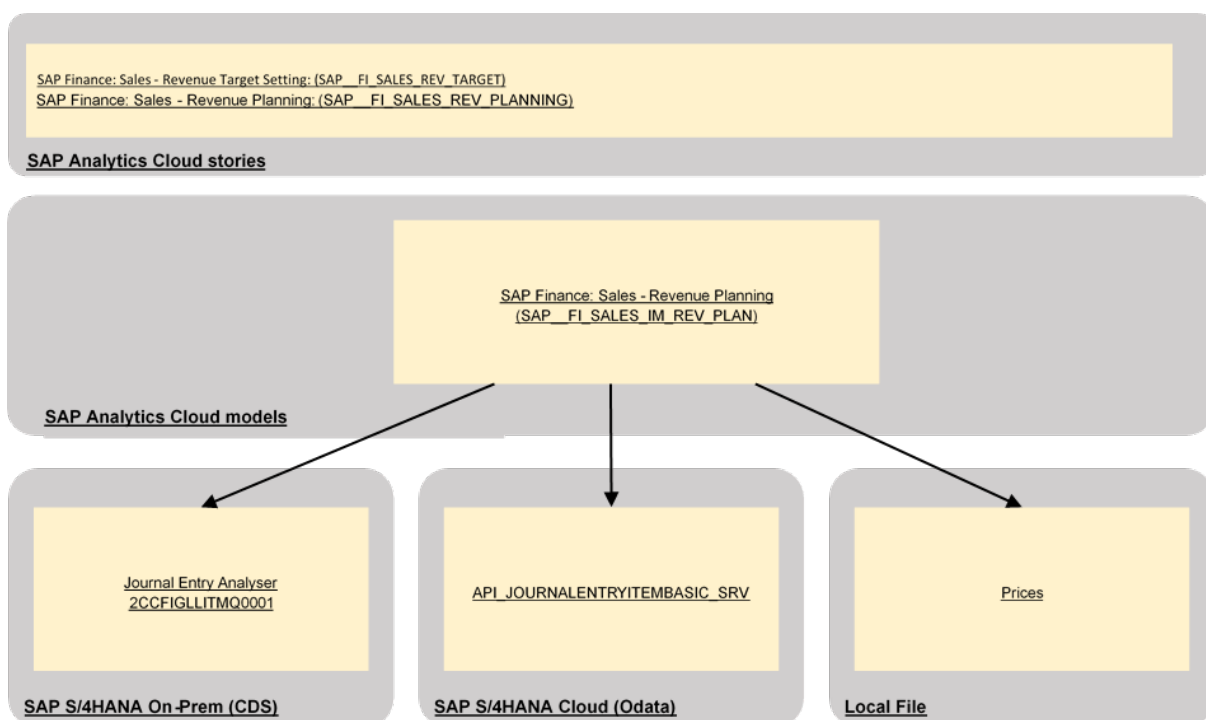 SAP Finance: Sales - Revenue Target Setting: (SAP__FI_SALES_REV_TARGET)
SAP Finance: Sales - Revenue Planning: (SAP__FI_SALES_REV_PLANNING)
SAP Analytics Cloud stories
SAP Finance: Sales - Revenue Planning
(SAP__FI_SALES_IM_REV_PLAN)
SAP Analytics Cloud models
Journal Entry Analyser
2CCFIGLLITMQ0001
SAP S/4HANA On-Prem (CDS)
API_JOURNALENTRYITEMBASIC_SRV
SAP S/4HANA Cloud (Odata)
Prices
Local File